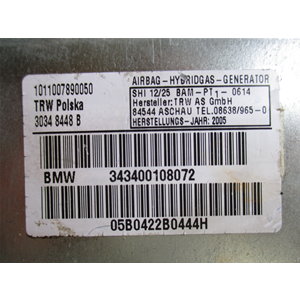 1011007890050
TRW Polska
3034 8448 B
AIRBAG-HYBRIDGAS-GENERATOR
SHI 12/25 BAM-PT1-0614
Hersteller: TRW AS GmbH
84544 ASCHAU TEL.08638/965-0
HERSTELLUNGS-JAHR: 2005
BMW 343400108072
05B0422B0444H